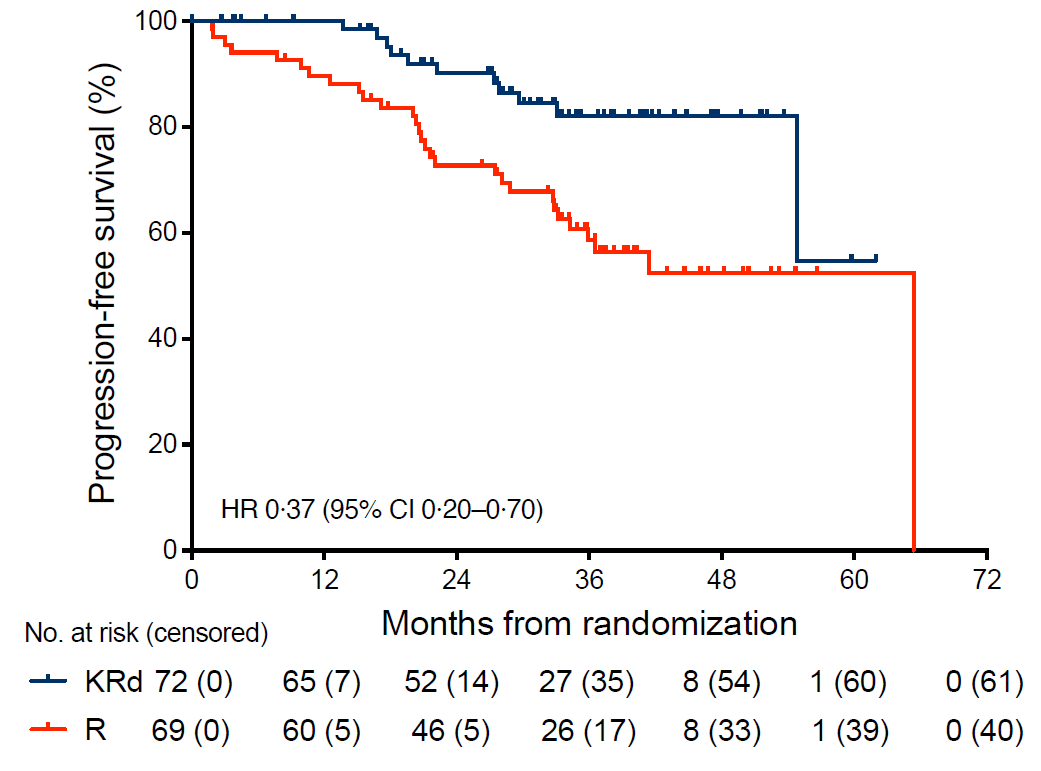 Progression-free survival (%)
100
80
60
40
20
0
HR 0·37 (95% CI 0·20–0·70)
0 12 24 36 48 60 72
Months from randomization
No. at risk (censored)
KRd 72 (0) 65 (7) 52 (14) 27 (35) 8 (54) 1 (60) 0 (61)
R 69 (0) 60 (5) 46 (5) 26 (17) 8 (33) 1 (39) 0 (40)